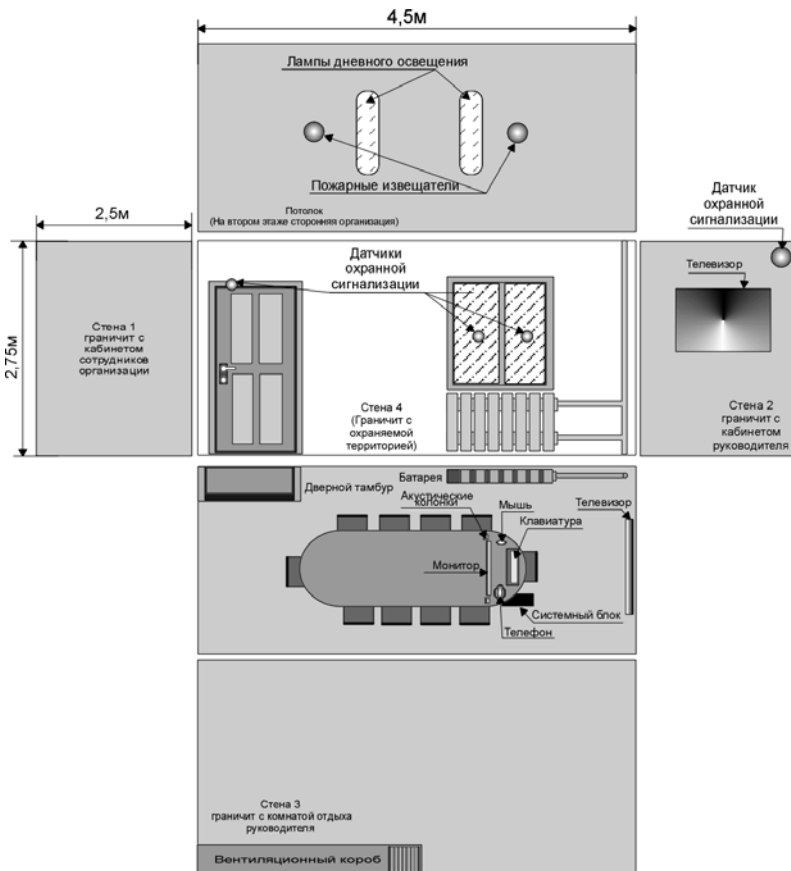 4,5м
Лампы дневного освещения
Пожарные извещатели
Потолок
(На втором этаже сторонняя организация)
2,5м
Датчик
охранной
сигнализации
2,75м
Стена 1
граничит с
кабинетом
сотрудников
организации
Датчики
охранной
сигнализации
Стена 4
(Граничит с
охраняемой
территорией)
Телевизор
Стена 2
граничит с
кабинетом
руководителя
Дверной тамбур
Батарея
Акустические
колонки
Мышь
Клавиатура
Телевизор
Монитор
Системный блок
Телефон
Стена 3
граничит с комнатой отдыха
руководителя
Вентиляционный короб